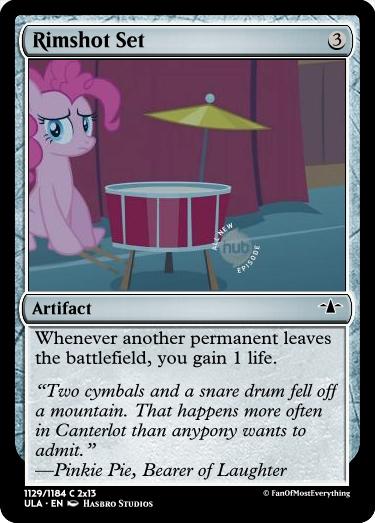 Rimshot Set
3
ALL NEW
hub
EPISODE
Artifact
Whenever another permanent leaves
the battlefield, you gain 1 life.
“Two cymbals and a snare drum fell off
a mountain. That happens more often
in Canterlot than anypony wants to
admit.”
—Pinkie Pie, Bearer of Laughter
1129/1184 C 2x13
ULA · EN Hasbro Studios
© FanOfMostEverything